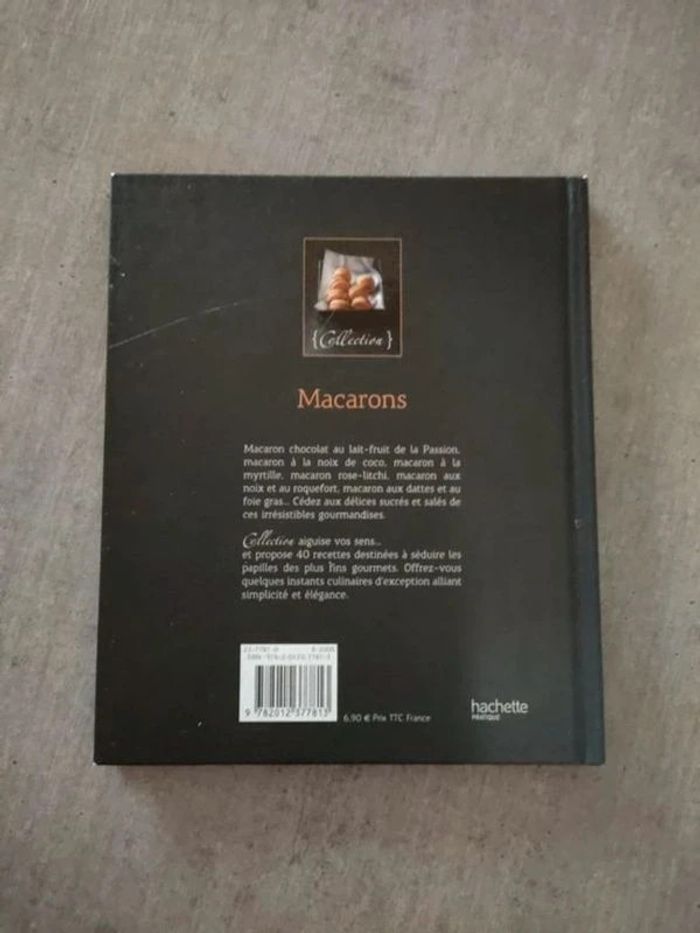 {Collection}
Macarons
Macaron chocolat au lait-fruit de la Passion,
macaron à la noix de coco, macaron à la
myrtille, macaron rose-litchi, macaron aux
noix et au roquefort, macaron aux dattes et au
foie gras... Cédez aux délices sucrés et salés de
ces irrésistibles gourmandises.
Collection aiguise vos sens...
et propose 40 recettes destinées à séduire les
papilles des plus fins gourmets. Offrez-vous
quelques instants culinaires d'exception alliant
simplicité et élégance.
9 782012 377813
6,90 € Prix TTC France
hachette
PRATIQUE